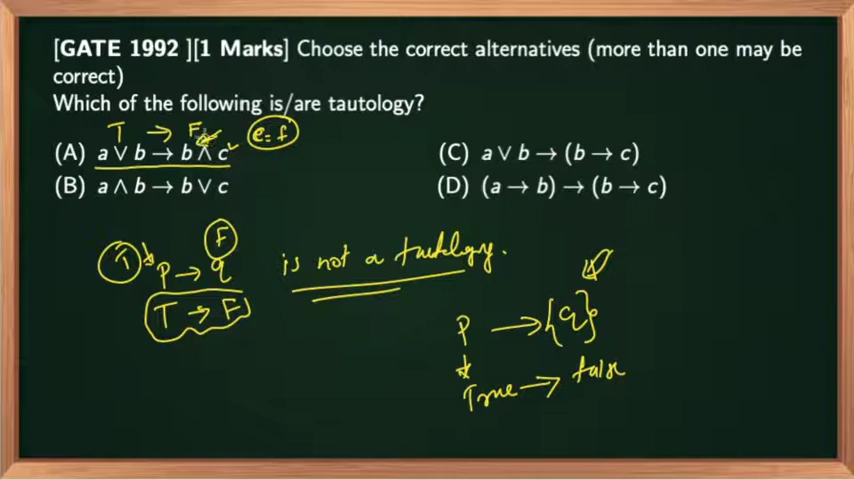 [GATE 1992 ][1 Marks] Choose the correct alternatives (more than one may be
correct)
Which of the following is/are tautology?
T → F
c=f
(A) a ∨ b → b ∧ c
(C) a ∨ b → (b → c)
(B) a ∧ b → b ∨ c
(D) (a → b) → (b → c)
F
T
P → q is not a tautology.
T → F
P → {q}
True → false